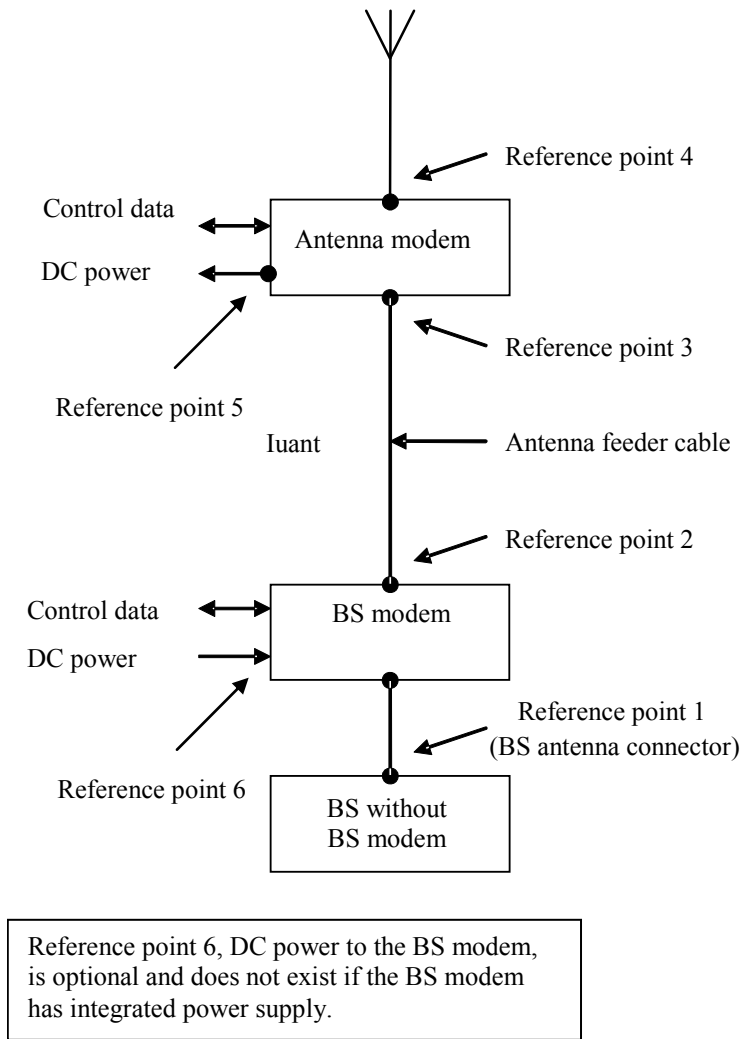 Reference point 4
Control data
Antenna modem
DC power
Reference point 3
Reference point 5
Iuant
Antenna feeder cable
Reference point 2
Control data
BS modem
DC power
Reference point 1
(BS antenna connector)
Reference point 6
BS without
BS modem
Reference point 6, DC power to the BS modem,
is optional and does not exist if the BS modem
has integrated power supply.